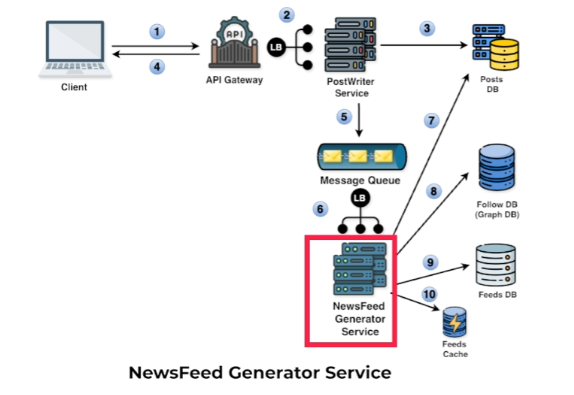 1
2
3
4
API
LB
Client
API Gateway
PostWriter
Service
Posts
DB
5
7
Message Queue
8
LB
6
Follow DB
(Graph DB)
9
10
NewsFeed
Generator
Service
Feeds DB
Feeds
Cache
NewsFeed Generator Service